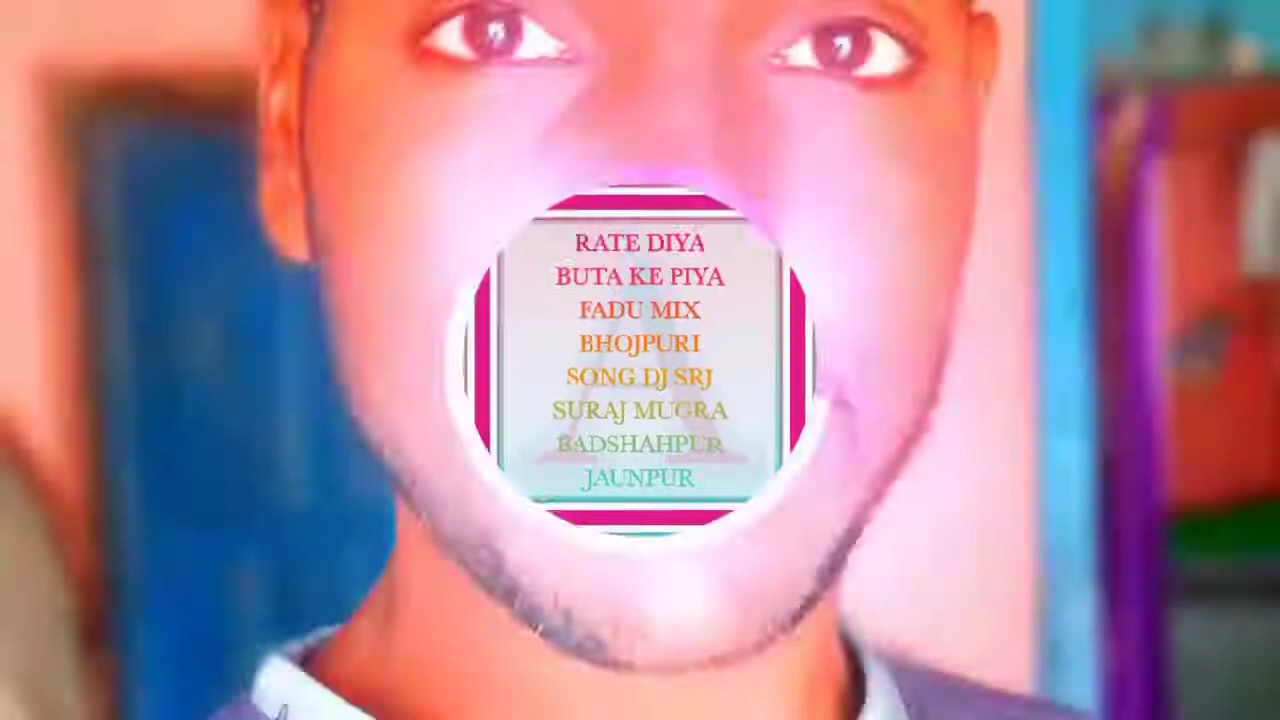 RATE DIYA
BUTA KE PIYA
FADU MIX
BHOJPURI
SONG DJ SRJ
SURAJ MUGRA
BADSHAHPUR
JAUNPUR